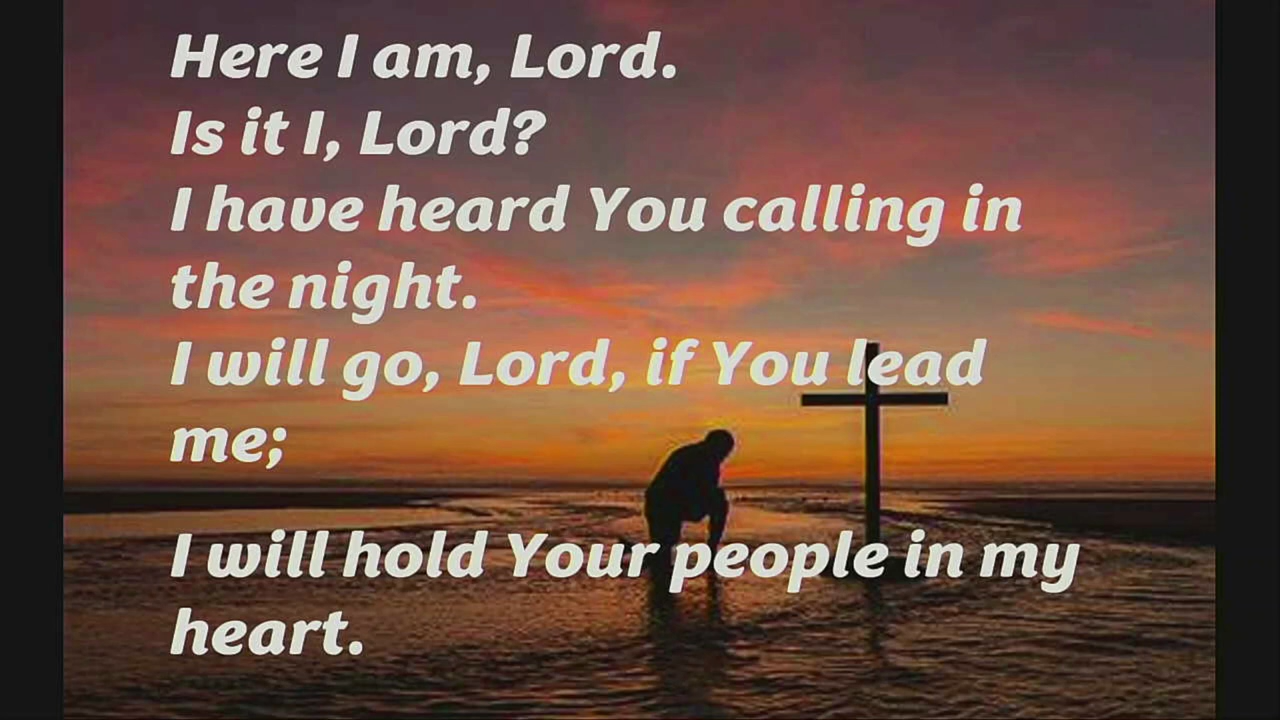 Here I am, Lord.
Is it I, Lord?
I have heard You calling in
the night.
I will go, Lord, if You lead
me;
I will hold Your people in my
heart.